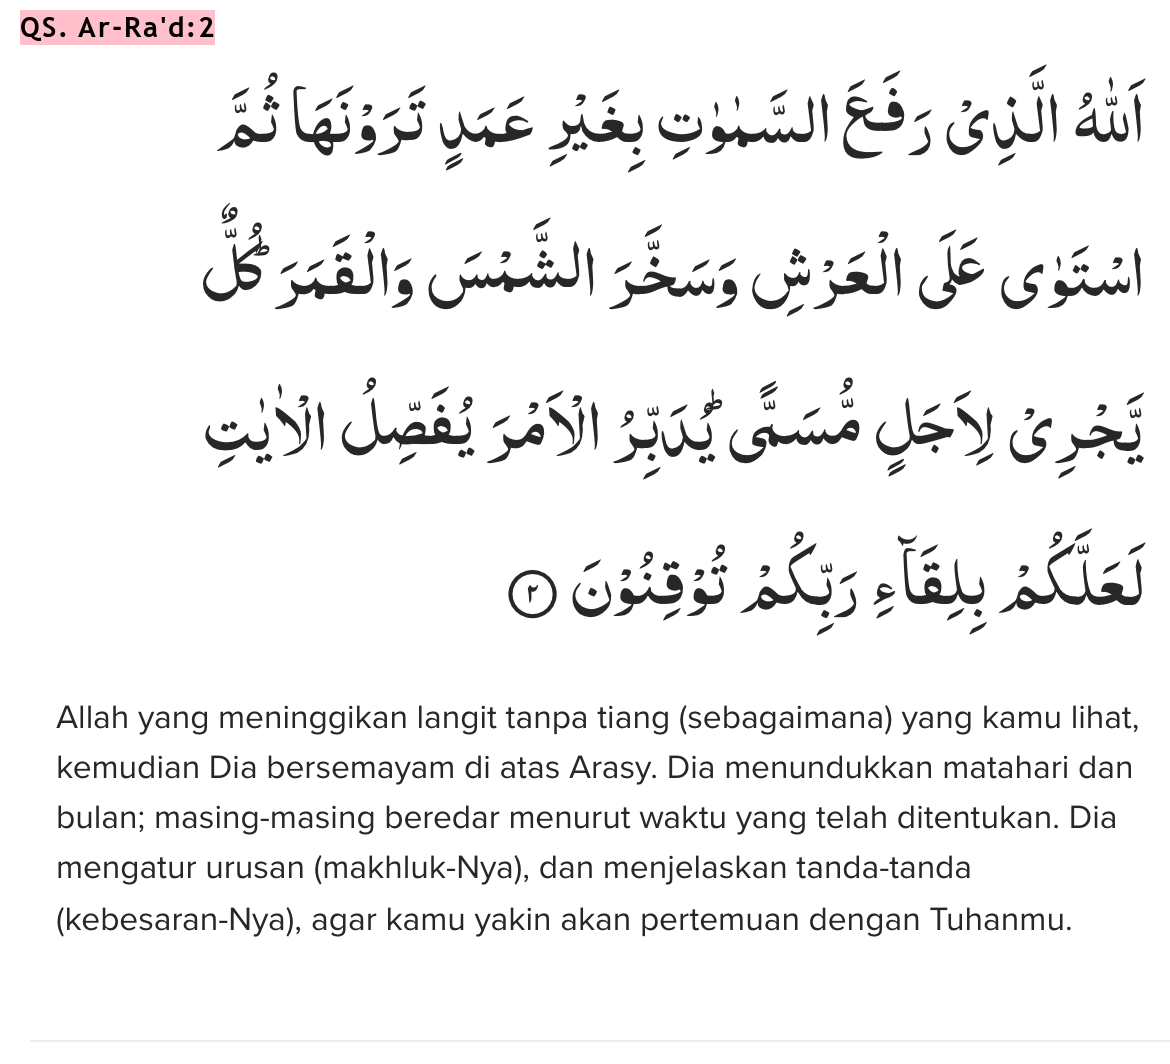 QS. Ar-Ra'd:2
اَللّٰهُ الَّذِيْ رَفَعَ السَّمٰوٰتِ بِغَيْرِ عَمَدٍ تَرَوْنَهَا ثُمَّ
اسْتَوٰى عَلَى الْعَرْشِ وَسَخَّرَ الشَّمْسَ وَالْقَمَرَ ۗ كُلٌّ
يَّجْرِيْ لِاَجَلٍ مُّسَمًّى ۗ يُدَبِّرُ الْاَمْرَ يُفَصِّلُ الْاٰيٰتِ
لَعَلَّكُمْ بِلِقَاۤءِ رَبِّكُمْ تُوْقِنُوْنَ ٢
Allah yang meninggikan langit tanpa tiang (sebagaimana) yang kamu lihat,
kemudian Dia bersemayam di atas Arasy. Dia menundukkan matahari dan
bulan; masing-masing beredar menurut waktu yang telah ditentukan. Dia
mengatur urusan (makhluk-Nya), dan menjelaskan tanda-tanda
(kebesaran-Nya), agar kamu yakin akan pertemuan dengan Tuhanmu.